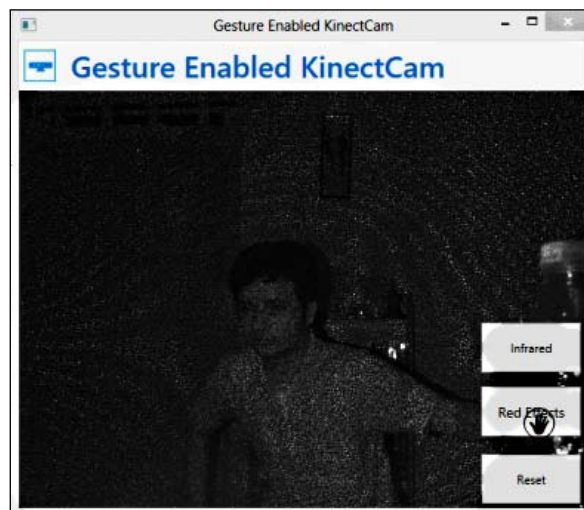 Gesture Enabled KinectCam
Gesture Enabled KinectCam
Infrared
Red Effects
Reset